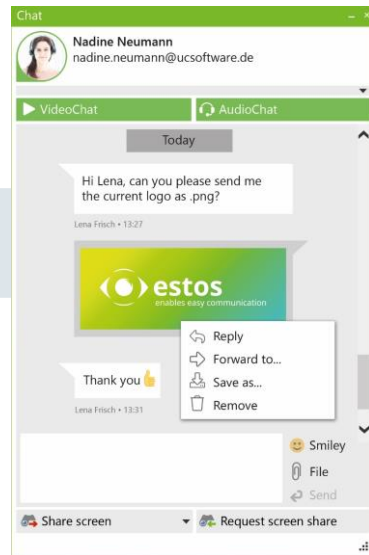 Chat
Nadine Neumann
nadine.neumann@ucsoftware.de
VideoChat
AudioChat
Today
Hi Lena, can you please send me
the current logo as .png?
Lena Frisch • 13:27
estos
enables easy communication
Reply
Forward to...
Save as...
Remove
Thank you
Lena Frisch • 13:31
Smiley
File
Send
Share screen
Request screen share